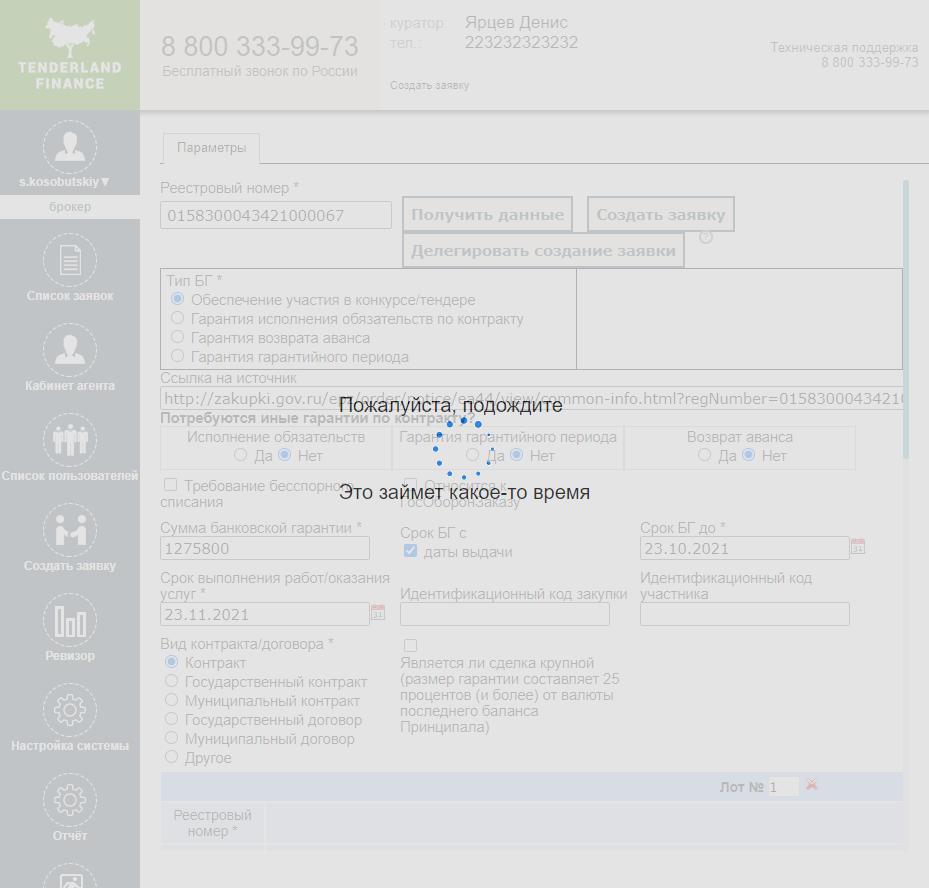 TENDERLAND
FINANCE
8 800 333-99-73
Бесплатный звонок по России
куратор: Ярцев Денис
тел.: 223232323232
Создать заявку
Техническая поддержка
8 800 333-99-73
s.kosobutskiy▼
брокер
Список заявок
Кабинет агента
Список пользователей
Создать заявку
Ревизор
Настройка системы
Отчёт
Параметры
Реестровый номер *
0158300043421000067
Получить данные
Создать заявку
Делегировать создание заявки
?
Тип БГ *
Обеспечение участия в конкурсе/тендере
Гарантия исполнения обязательств по контракту
Гарантия возврата аванса
Гарантия гарантийного периода
Ссылка на источник
http://zakupki.gov.ru/epz/order/notice/ea44/view/common-info.html?regNumber=01583000434210
Пожалуйста, подождите
Потребуются иные гарантии по контракту?
Исполнение обязательств
Да Нет
Гарантия гарантийного периода
Да Нет
Возврат аванса
Да Нет
Требование бесспорного
списания
Относится к
ГосОборонЗаказу
Это займет какое-то время
Сумма банковской гарантии *
1275800
Срок БГ с
даты выдачи
Срок БГ до *
23.10.2021
31
Срок выполнения работ/оказания
услуг *
23.11.2021
31
Идентификационный код закупки
Идентификационный код
участника
Вид контракта/договора *
Контракт
Государственный контракт
Муниципальный контракт
Государственный договор
Муниципальный договор
Другое
Является ли сделка крупной
(размер гарантии составляет 25
процентов (и более) от валюты
последнего баланса
Принципала)
Лот № 1
Реестровый
номер *